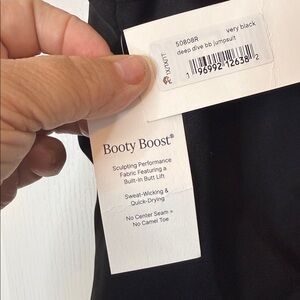 50808R
very black
deep dive bb jumpsuit
1 96992 12638 2
Booty Boost®
Sculpting Performance
Fabric Featuring a
Built-In Butt Lift
Sweat-Wicking &
Quick-Drying
No Center Seam =
No Camel Toe